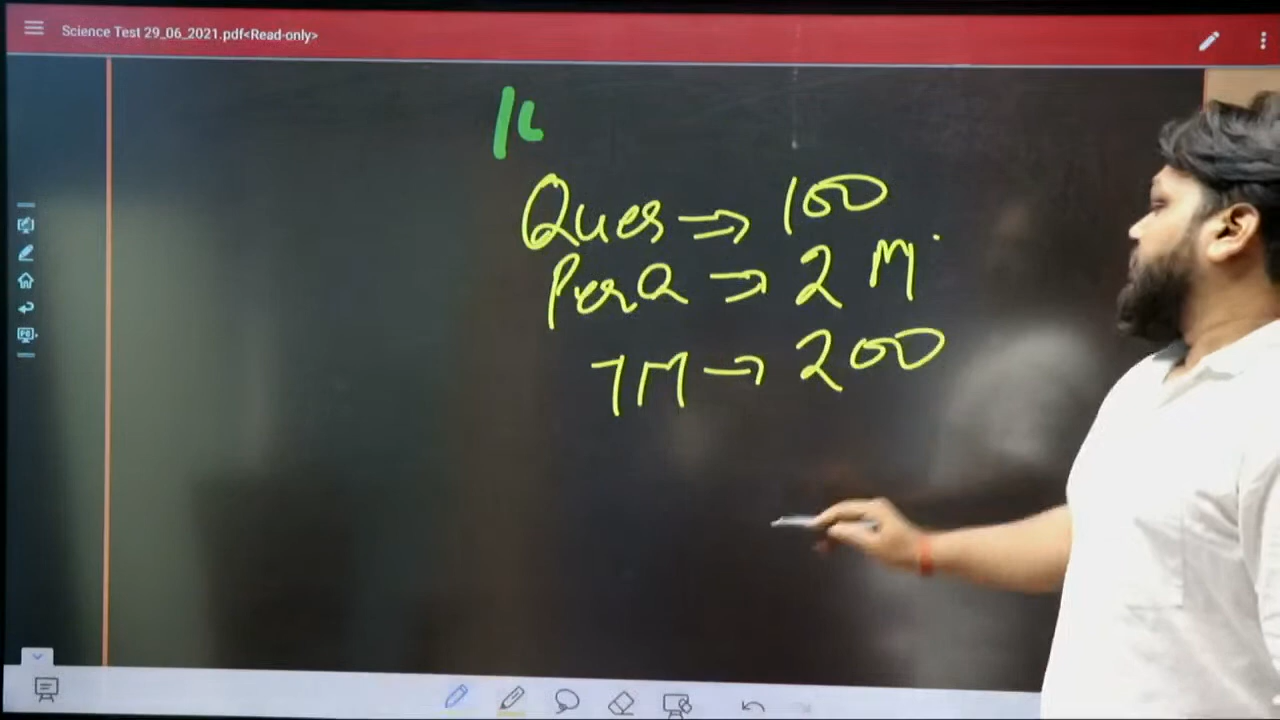 Science Test 29_06_2021.pdf<Read-only>
Ques → 100
Per Q → 2 M.
TM → 200